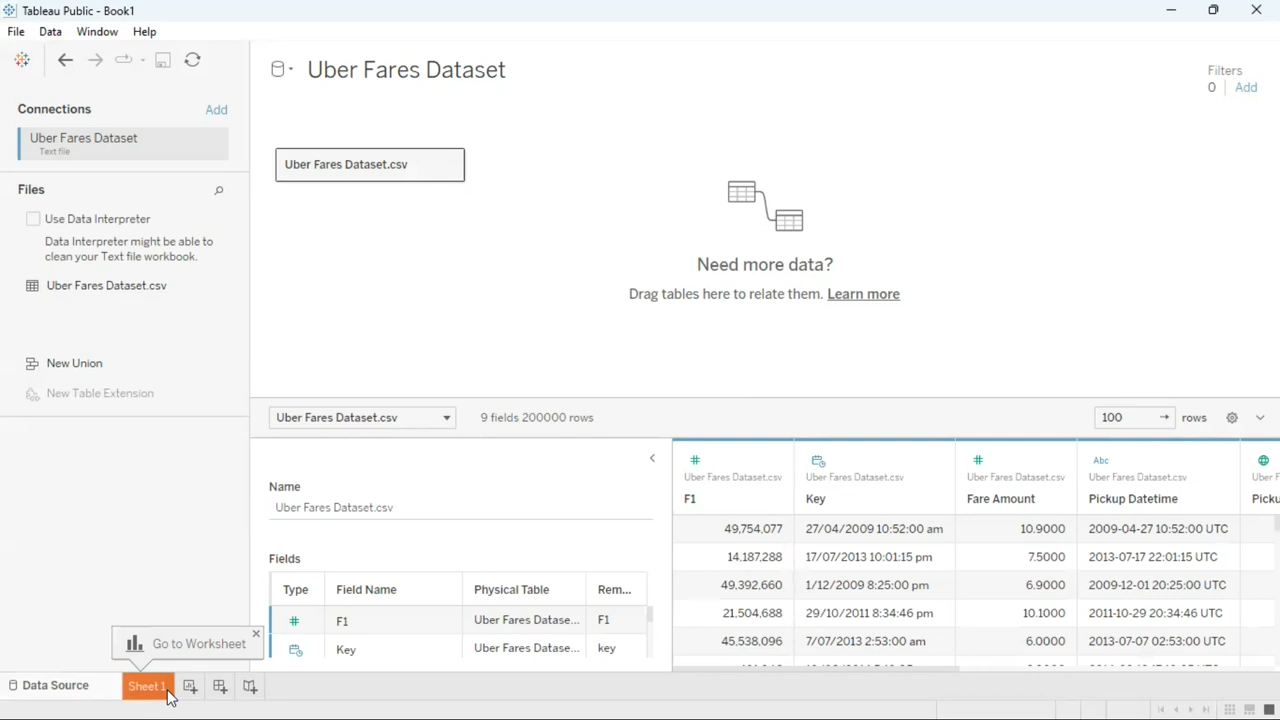 Tableau Public - Book1
File Data Window Help
Connections Add
Uber Fares Dataset
Text file
Files
Use Data Interpreter
Data Interpreter might be able to
clean your Text file workbook.
Uber Fares Dataset.csv
New Union
New Table Extension
Uber Fares Dataset
Filters
0 Add
Uber Fares Dataset.csv
Need more data?
Drag tables here to relate them. Learn more
Uber Fares Dataset.csv 9 fields 200000 rows 100 rows
Name
Uber Fares Dataset.csv
Fields
Type Field Name Physical Table Rem...
# F1 Uber Fares Datase... F1
Key Uber Fares Datase... key
# # Abc
Uber Fares Dataset.csv Uber Fares Dataset.csv Uber Fares Dataset.csv Uber Fares Dataset.csv Uber F
F1 Key Fare Amount Pickup Datetime Picku
49,754,077 27/04/2009 10:52:00 am 10.9000 2009-04-27 10:52:00 UTC
14,187,288 17/07/2013 10:01:15 pm 7.5000 2013-07-17 22:01:15 UTC
49,392,660 1/12/2009 8:25:00 pm 6.9000 2009-12-01 20:25:00 UTC
21,504,688 29/10/2011 8:34:46 pm 10.1000 2011-10-29 20:34:46 UTC
45,538,096 7/07/2013 2:53:00 am 6.0000 2013-07-07 02:53:00 UTC
Go to Worksheet
Data Source Sheet 1